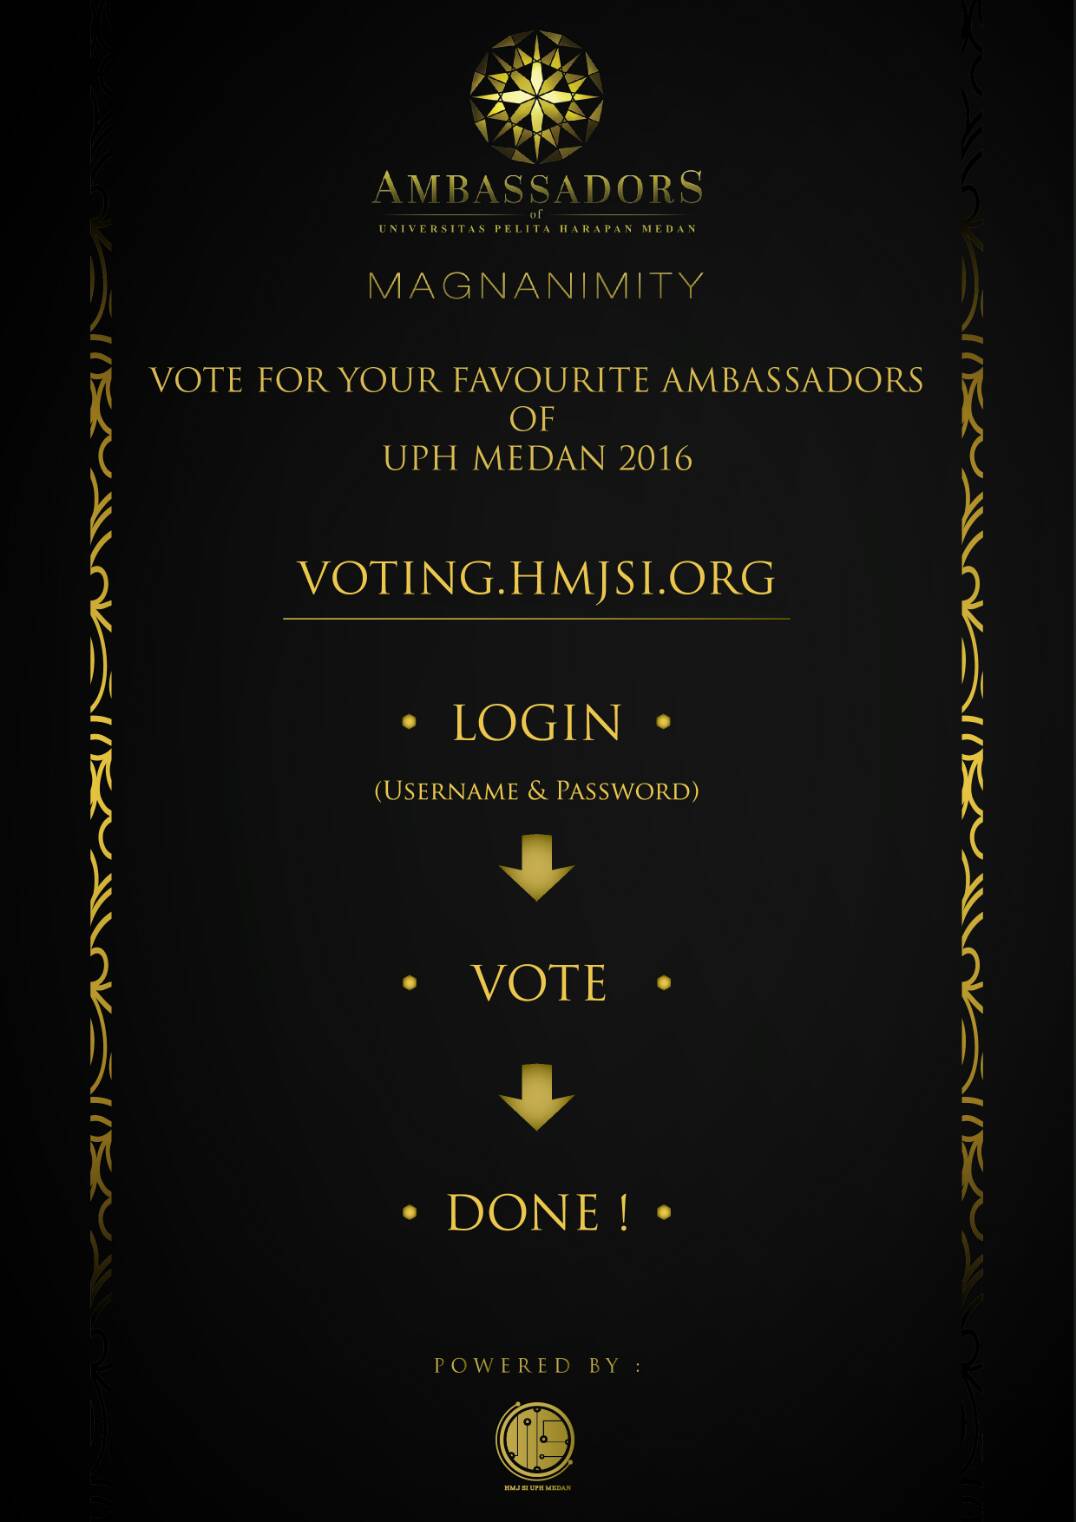 AMBASSADORS
of
UNIVERSITAS PELITA HARAPAN MEDAN
MAGNANIMITY
VOTE FOR YOUR FAVOURITE AMBASSADORS
OF
UPH MEDAN 2016
VOTING.HMJSI.ORG
• LOGIN •
(USERNAME & PASSWORD)
• VOTE •
• DONE ! •
POWERED BY :
HMJ SI UPH MEDAN